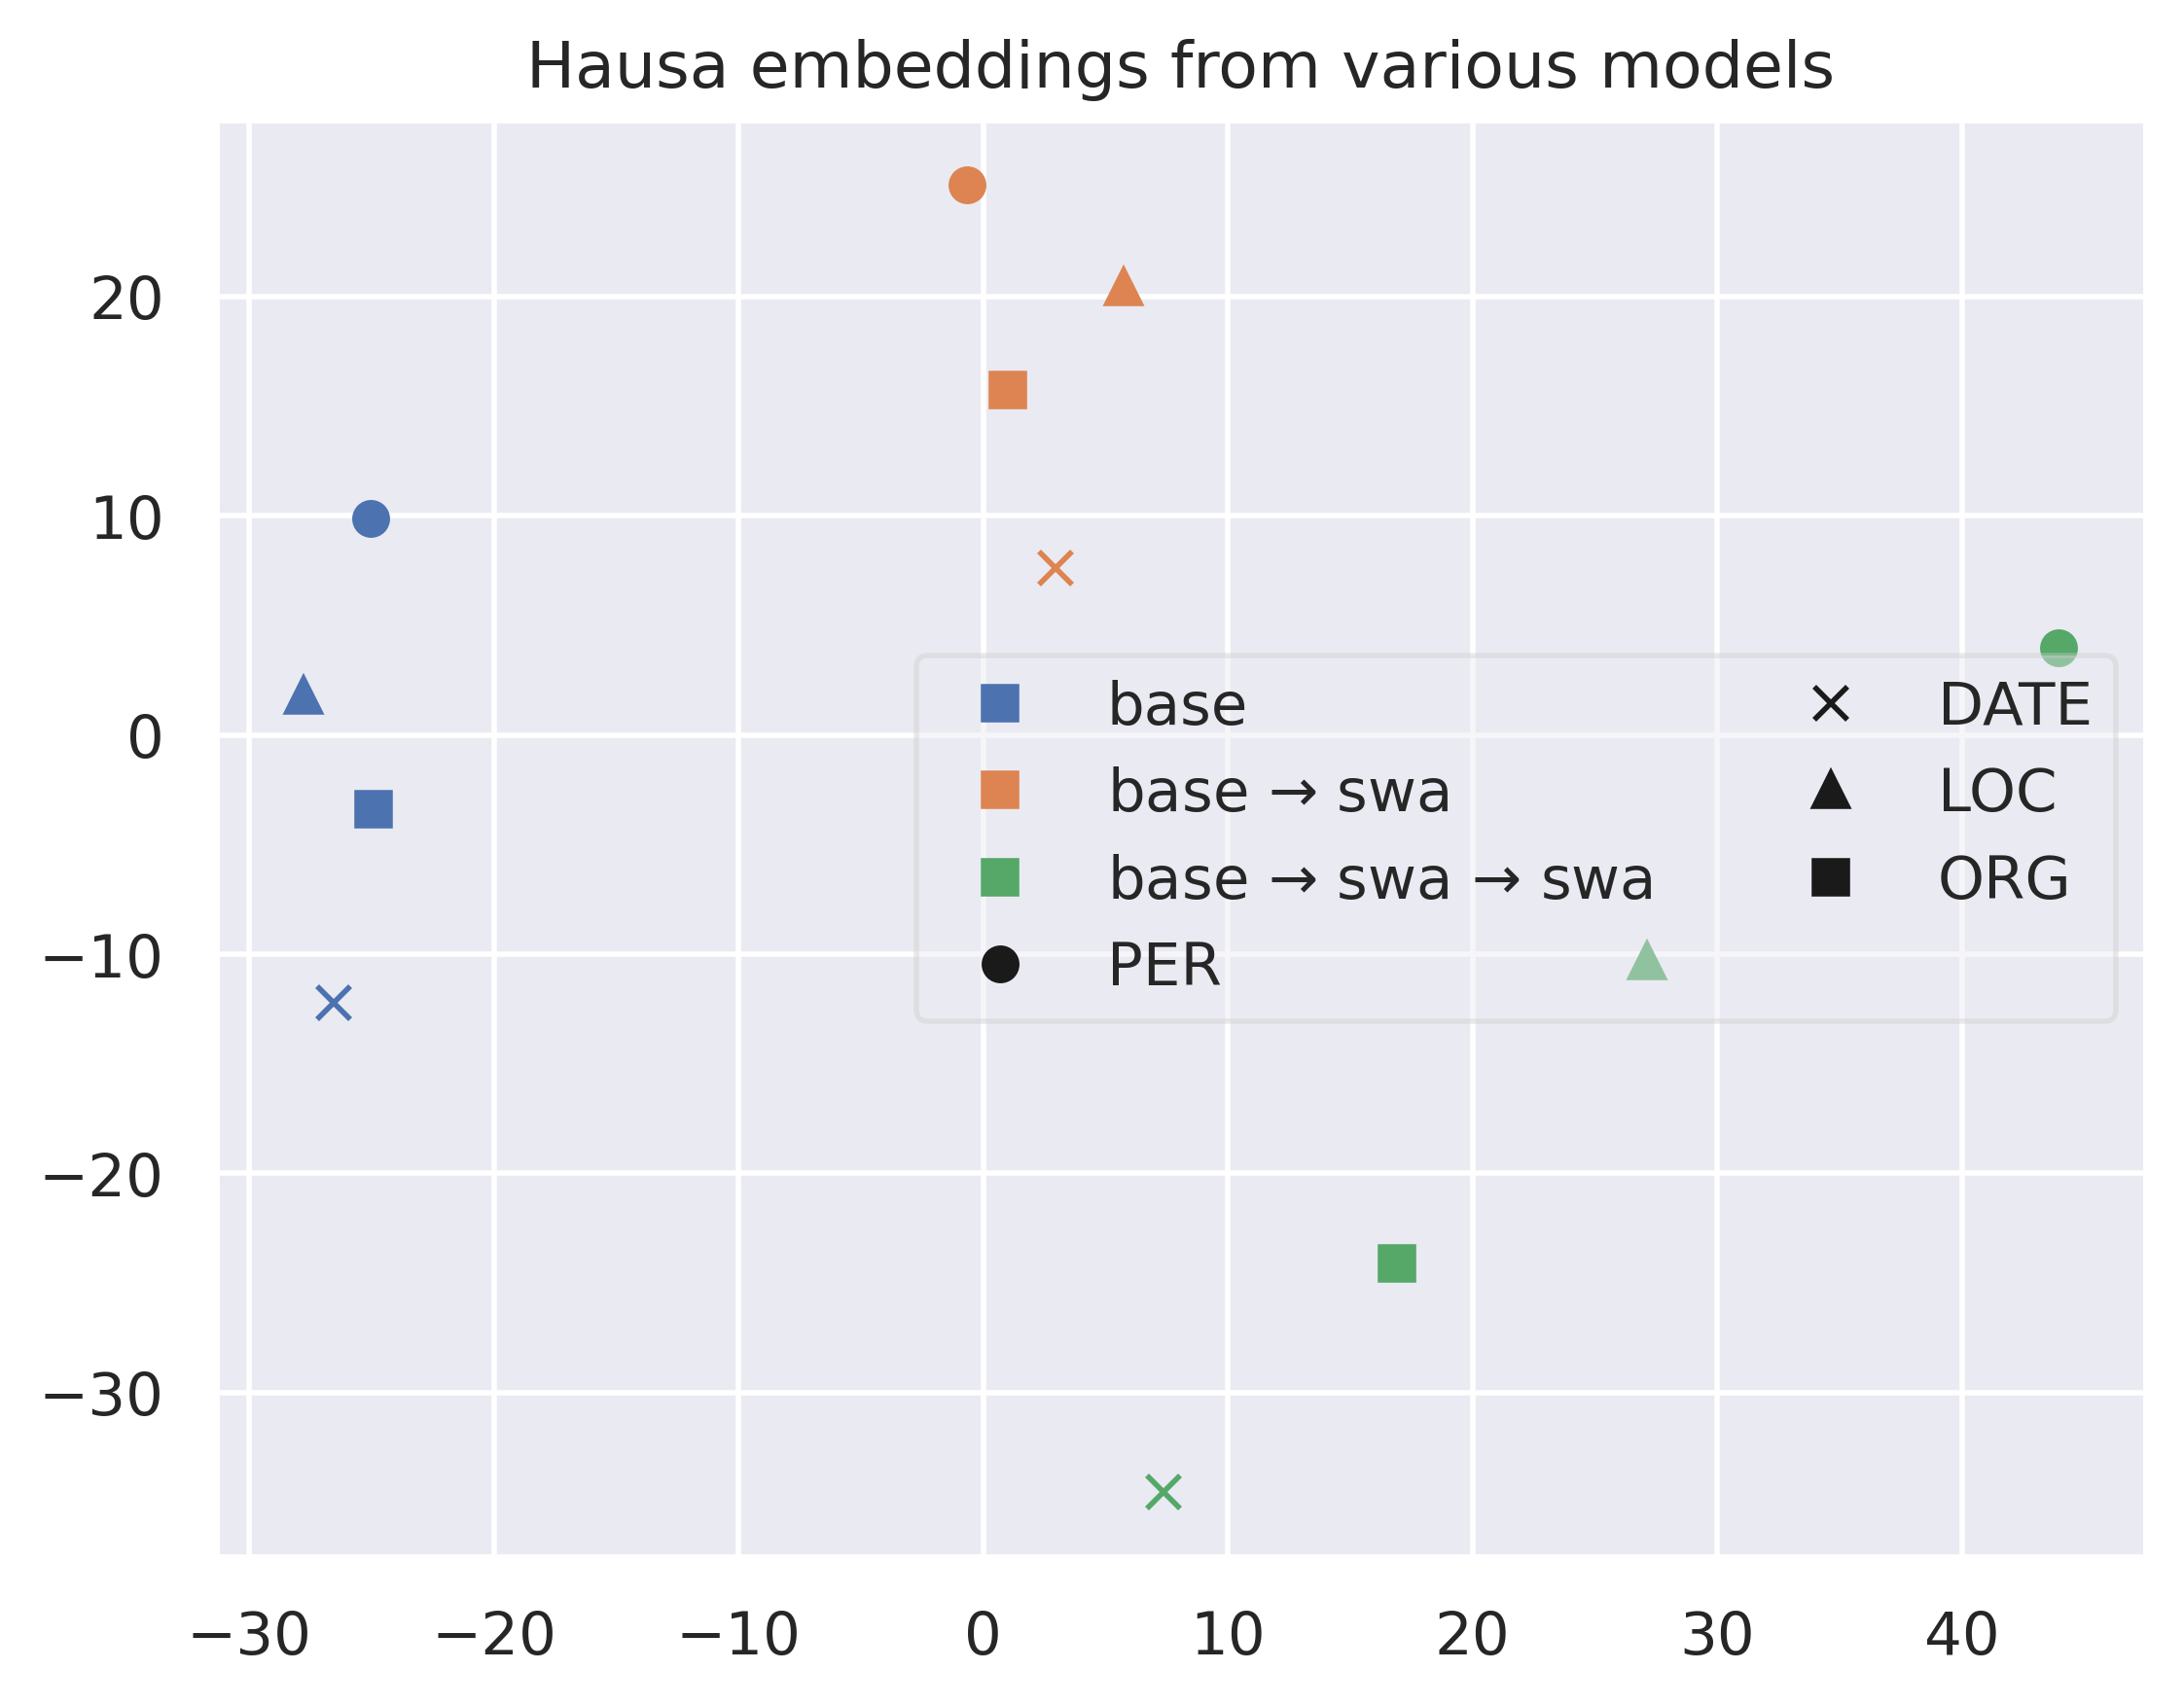 Hausa embeddings from various models
20
10
0
−10
−20
−30
base
base → swa
base → swa → swa
PER
DATE
LOC
ORG
−30 −20 −10 0 10 20 30 40